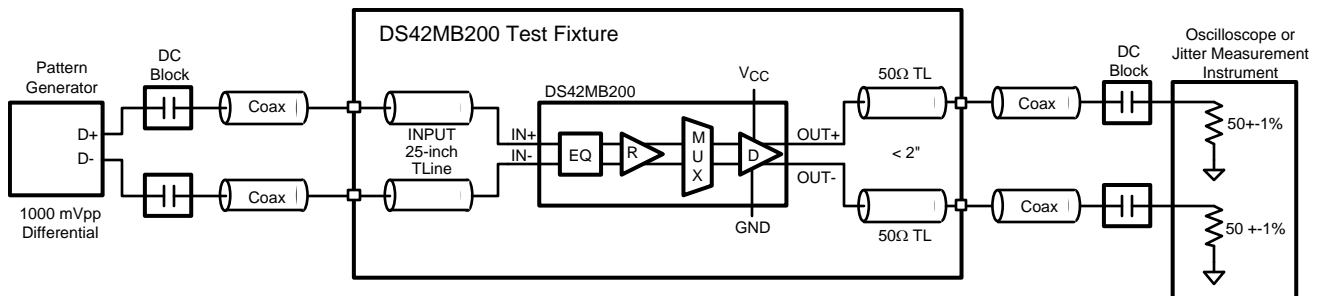 DS42MB200 Test Fixture
Pattern
Generator
D+
D-
1000 mVpp
Differential
DC
Block
Coax
Coax
INPUT
25-inch
TLine
DS42MB200
IN+
IN-
EQ
R
M
U
X
D
VCC
GND
OUT+
OUT-
50Ω TL
< 2"
50Ω TL
Coax
Coax
DC
Block
Oscilloscope or
Jitter Measurement
Instrument
50+-1%
50 +-1%